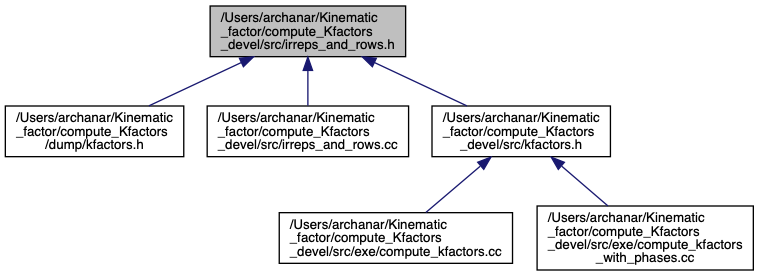 /Users/archanar/Kinematic
_factor/compute_Kfactors
_devel/src/irreps_and_rows.h
/Users/archanar/Kinematic
_factor/compute_Kfactors
/dump/kfactors.h
/Users/archanar/Kinematic
_factor/compute_Kfactors
_devel/src/irreps_and_rows.cc
/Users/archanar/Kinematic
_factor/compute_Kfactors
_devel/src/kfactors.h
/Users/archanar/Kinematic
_factor/compute_Kfactors
_devel/src/exe/compute_kfactors.cc
/Users/archanar/Kinematic
_factor/compute_Kfactors
_devel/src/exe/compute_kfactors
_with_phases.cc